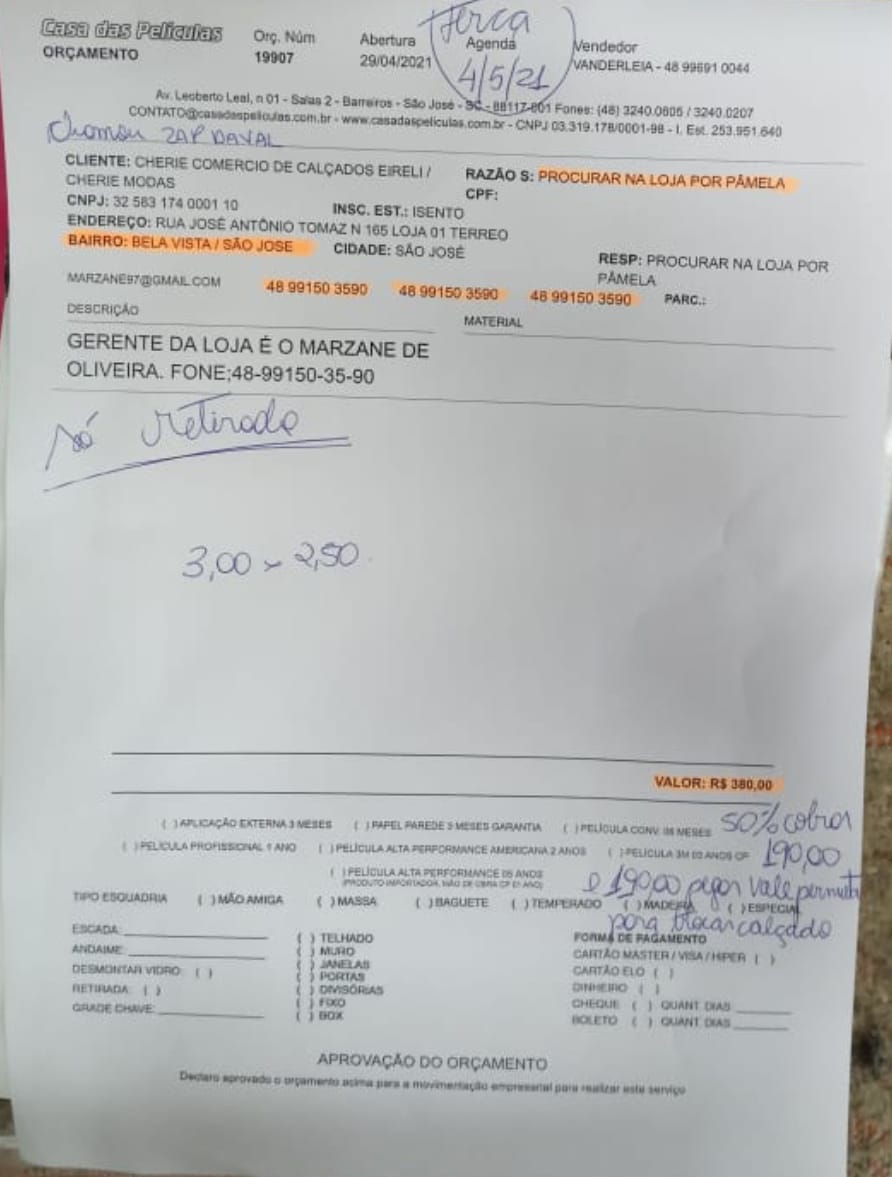 Casa das Películas
ORÇAMENTO
Orç. Núm
19907
Abertura
29/04/2021
terça
Agenda
4/5/21
Vendedor
VANDERLEIA - 48 99691 0044
Av. Leoberto Leal, n 01 - Salas 2 - Barreiros - São José - SC - 88117-001 Fones: (48) 3240.0605 / 3240.0207
CONTATO@casadaspeliculas.com.br - www.casadaspeliculas.com.br - CNPJ 03.319.178/0001-98 - I. Est. 253.951.640
Chamou ZAP
CLIENTE: CHERIE COMERCIO DE CALÇADOS EIRELI /
CHERIE MODAS
RAZÃO S: PROCURAR NA LOJA POR PÂMELA
CPF:
CNPJ: 32 563 174 0001 10
INSC. EST.: ISENTO
ENDEREÇO: RUA JOSÉ ANTÔNIO TOMAZ N 165 LOJA 01 TERREO
BAIRRO: BELA VISTA / SÃO JOSE
CIDADE: SÃO JOSÉ
RESP: PROCURAR NA LOJA POR
PÂMELA
MARZANE97@GMAIL.COM
48 99150 3590
48 99150 3590
48 99150 3590
PARC.:
DESCRIÇÃO
MATERIAL
GERENTE DA LOJA É O MARZANE DE
OLIVEIRA. FONE;48-99150-35-90
só retirada
3,00 x 2,50
VALOR: R$ 380,00
( ) APLICAÇÃO EXTERNA 3 MESES ( ) PAPEL PAREDE 3 MESES GARANTIA ( ) PELÍCULA CONV. 06 MESES
50% cobrar
( ) PELÍCULA PROFISSIONAL 1 ANO ( ) PELÍCULA ALTA PERFORMANCE AMERICANA 2 ANOS ( ) PELÍCULA 3M 03 ANOS CP
190,00
( ) PELÍCULA ALTA PERFORMANCE 05 ANOS
(PRODUTO IMPORTADOR, MÃO DE OBRA CP 01 ANO)
e 190,00 pegar vale permuta
TIPO ESQUADRIA ( ) MÃO AMIGA ( ) MASSA ( ) BAGUETE ( ) TEMPERADO ( ) MADEIRA ( ) ESPECIAL
para trocar calçado
ESCADA:
ANDAIME:
DESMONTAR VIDRO: ( )
RETIRADA: ( )
GRADE CHAVE:
( ) TELHADO
( ) MURO
( ) JANELAS
( ) PORTAS
( ) DIVISÓRIAS
( ) FIXO
( ) BOX
FORMA DE PAGAMENTO
CARTÃO MASTER / VISA / HIPER ( )
CARTÃO ELO ( )
DINHEIRO ( )
CHEQUE ( ) QUANT. DIAS
BOLETO ( ) QUANT. DIAS
APROVAÇÃO DO ORÇAMENTO
Declaro aprovado o orçamento acima para a movimentação empresarial para realizar este serviço